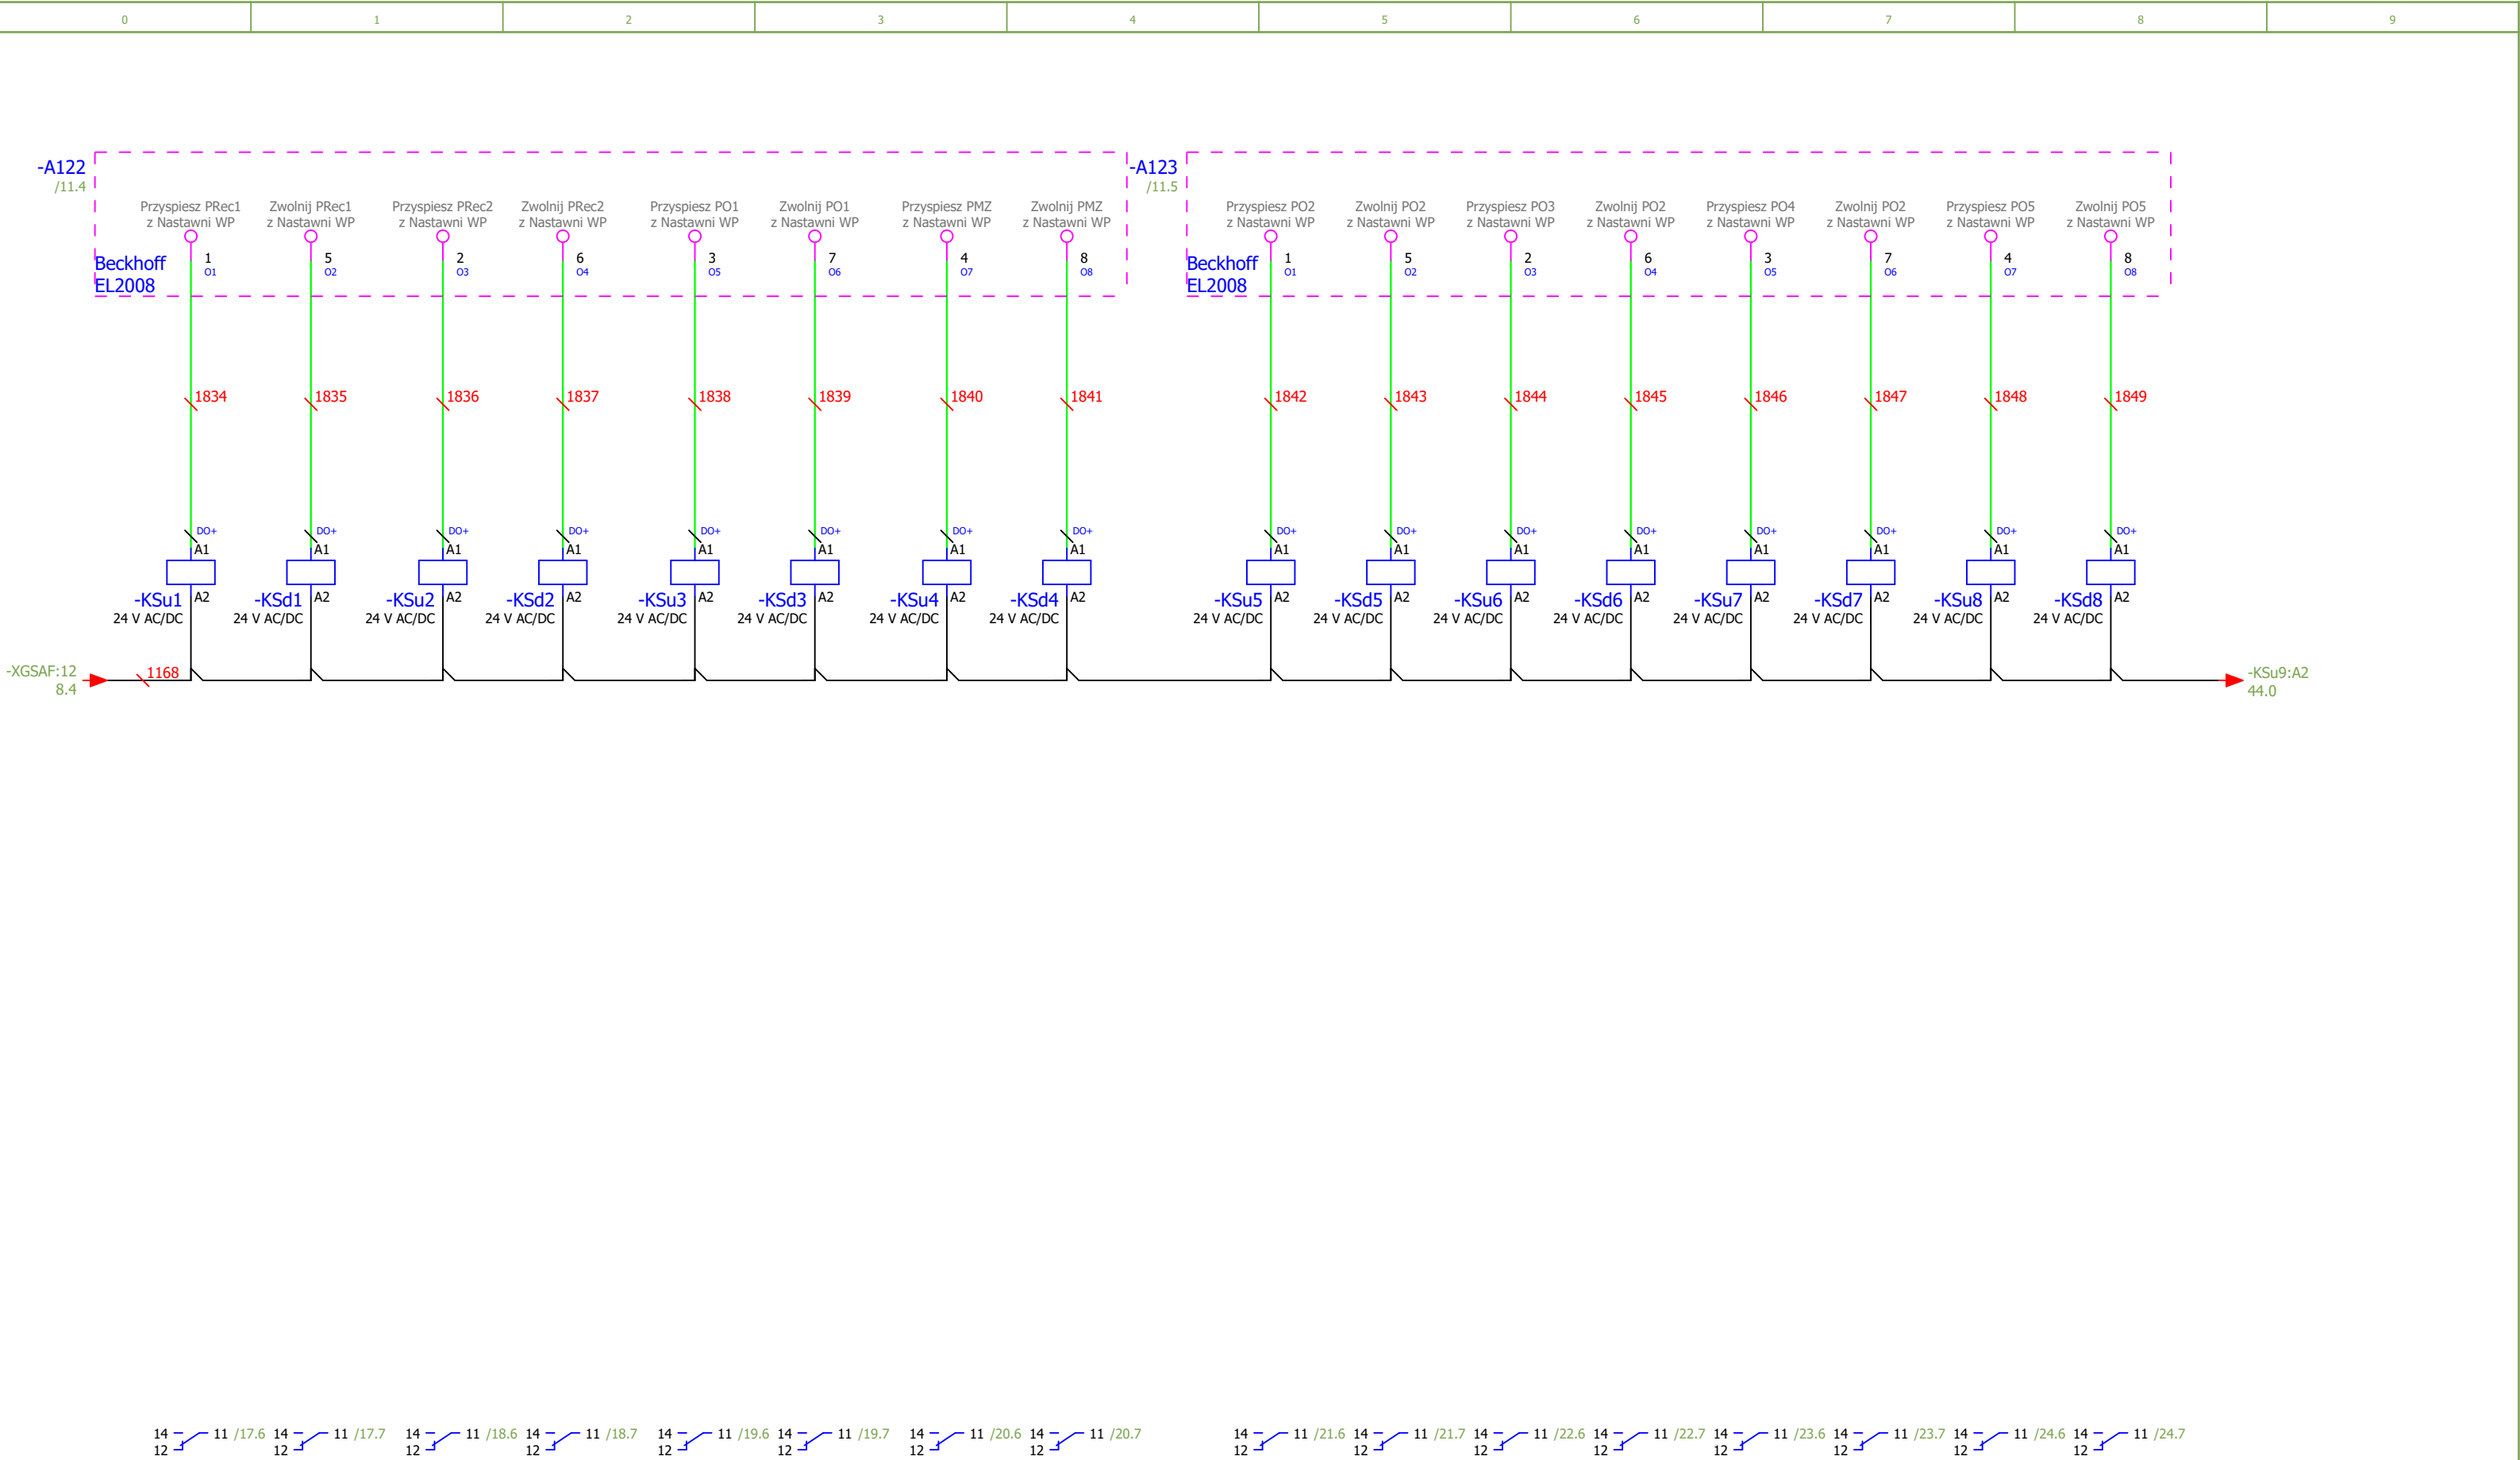 0 1 2 3 4 5 6 7 8 9
-A122
/11.4
-A123
/11.5
Przyspiesz PRec1 Zwolnij PRec1 Przyspiesz PRec2 Zwolnij PRec2 Przyspiesz PO1 Zwolnij PO1 Przyspiesz PMZ Zwolnij PMZ Przyspiesz PO2 Zwolnij PO2 Przyspiesz PO3 Zwolnij PO2 Przyspiesz PO4 Zwolnij PO2 Przyspiesz PO5 Zwolnij PO5
z Nastawni WP z Nastawni WP z Nastawni WP z Nastawni WP z Nastawni WP z Nastawni WP z Nastawni WP z Nastawni WP z Nastawni WP z Nastawni WP z Nastawni WP z Nastawni WP z Nastawni WP z Nastawni WP z Nastawni WP z Nastawni WP
Beckhoff 1 5 2 6 3 7 4 8 Beckhoff 1 5 2 6 3 7 4 8
O1 O2 O3 O4 O5 O6 O7 O8 O1 O2 O3 O4 O5 O6 O7 O8
EL2008 EL2008
1834 1835 1836 1837 1838 1839 1840 1841 1842 1843 1844 1845 1846 1847 1848 1849
DO+ DO+ DO+ DO+ DO+ DO+ DO+ DO+ DO+ DO+ DO+ DO+ DO+ DO+ DO+ DO+
A1 A1 A1 A1 A1 A1 A1 A1 A1 A1 A1 A1 A1 A1 A1 A1
-KSu1 A2 -KSd1 A2 -KSu2 A2 -KSd2 A2 -KSu3 A2 -KSd3 A2 -KSu4 A2 -KSd4 A2 -KSu5 A2 -KSd5 A2 -KSu6 A2 -KSd6 A2 -KSu7 A2 -KSd7 A2 -KSu8 A2 -KSd8 A2
24 V AC/DC 24 V AC/DC 24 V AC/DC 24 V AC/DC 24 V AC/DC 24 V AC/DC 24 V AC/DC 24 V AC/DC 24 V AC/DC 24 V AC/DC 24 V AC/DC 24 V AC/DC 24 V AC/DC 24 V AC/DC 24 V AC/DC 24 V AC/DC
-XGSAF:12 1168 -KSu9:A2
8.4 44.0
14 11 /17.6 14 11 /17.7 14 11 /18.6 14 11 /18.7 14 11 /19.6 14 11 /19.7 14 11 /20.6 14 11 /20.7 14 11 /21.6 14 11 /21.7 14 11 /22.6 14 11 /22.7 14 11 /23.6 14 11 /23.7 14 11 /24.6 14 11 /24.7
12 12 12 12 12 12 12 12 12 12 12 12 12 12 12 12